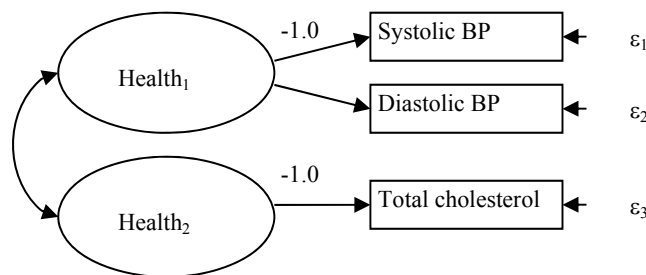 -1.0
Systolic BP
ε1
Health1
Diastolic BP
ε2
-1.0
Total cholesterol
Health2
ε3